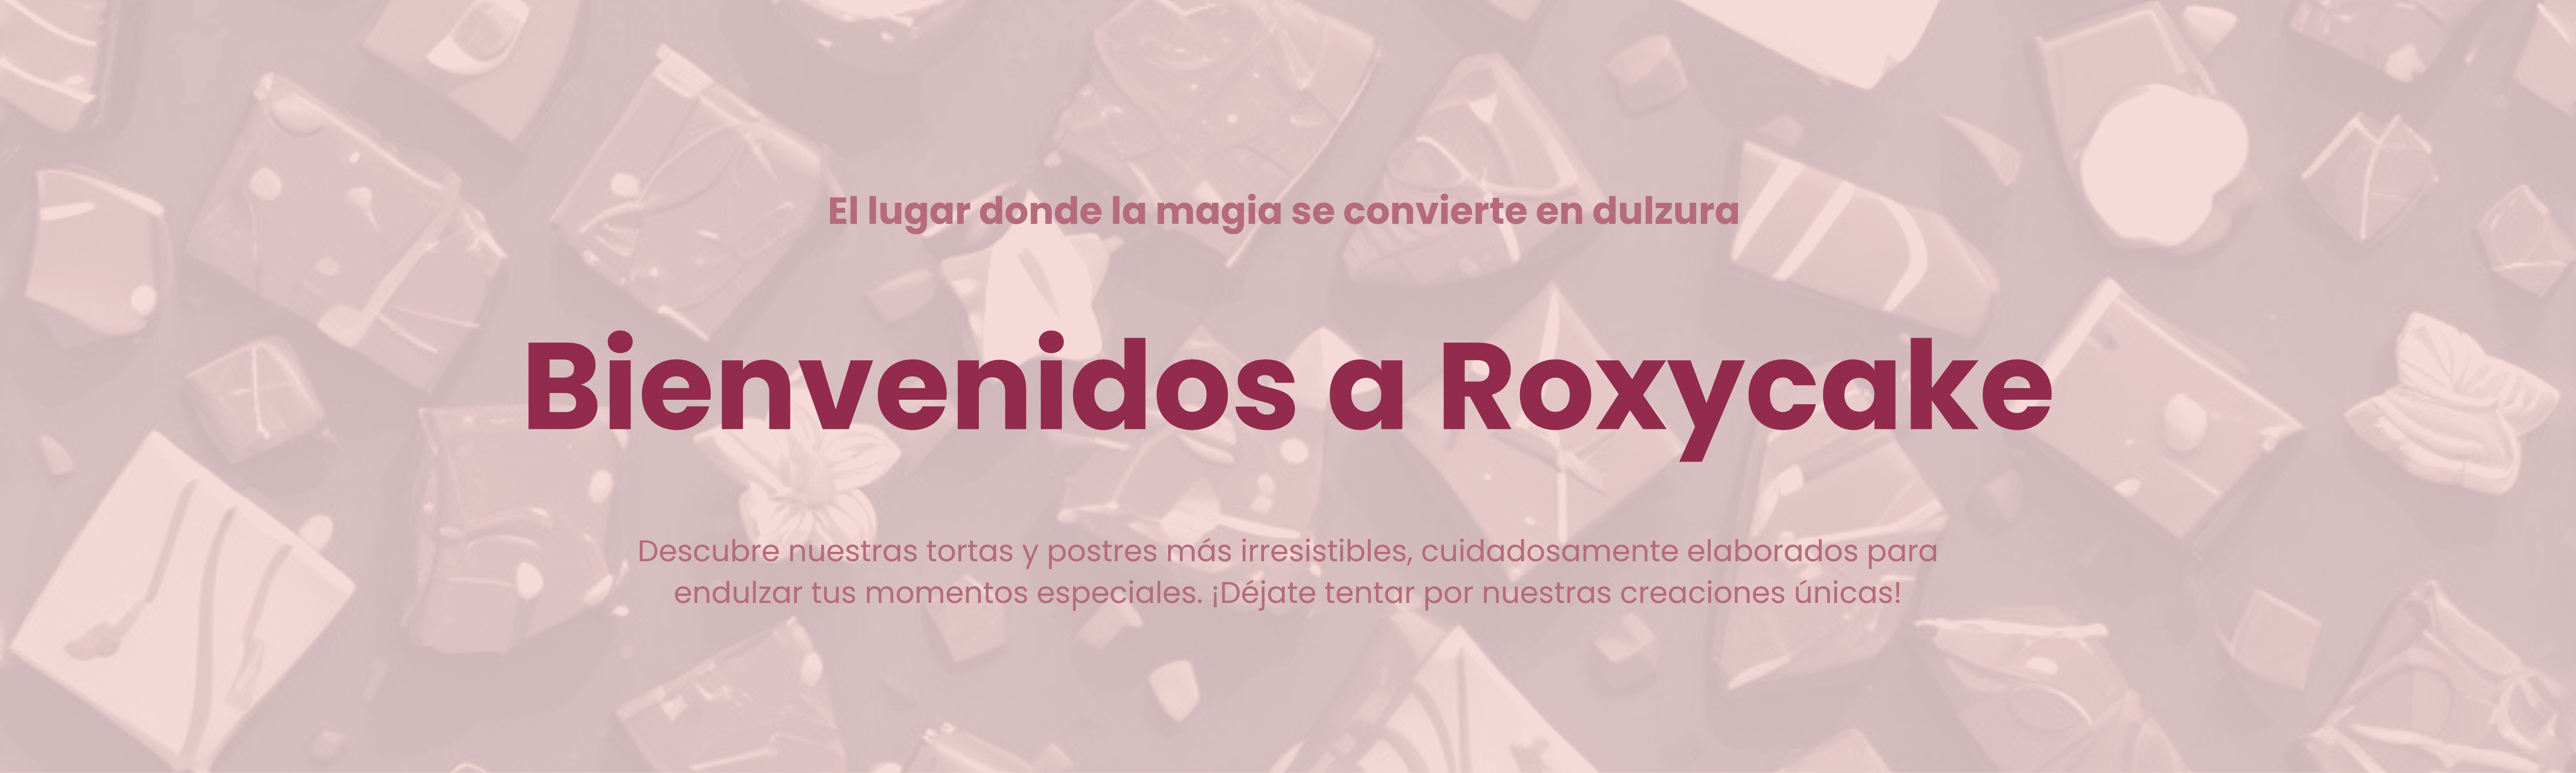 El lugar donde la magia se convierte en dulzura
Bienvenidos a Roxycake
Descubre nuestras tortas y postres más irresistibles, cuidadosamente elaborados para
endulzar tus momentos especiales. ¡Déjate tentar por nuestras creaciones únicas!